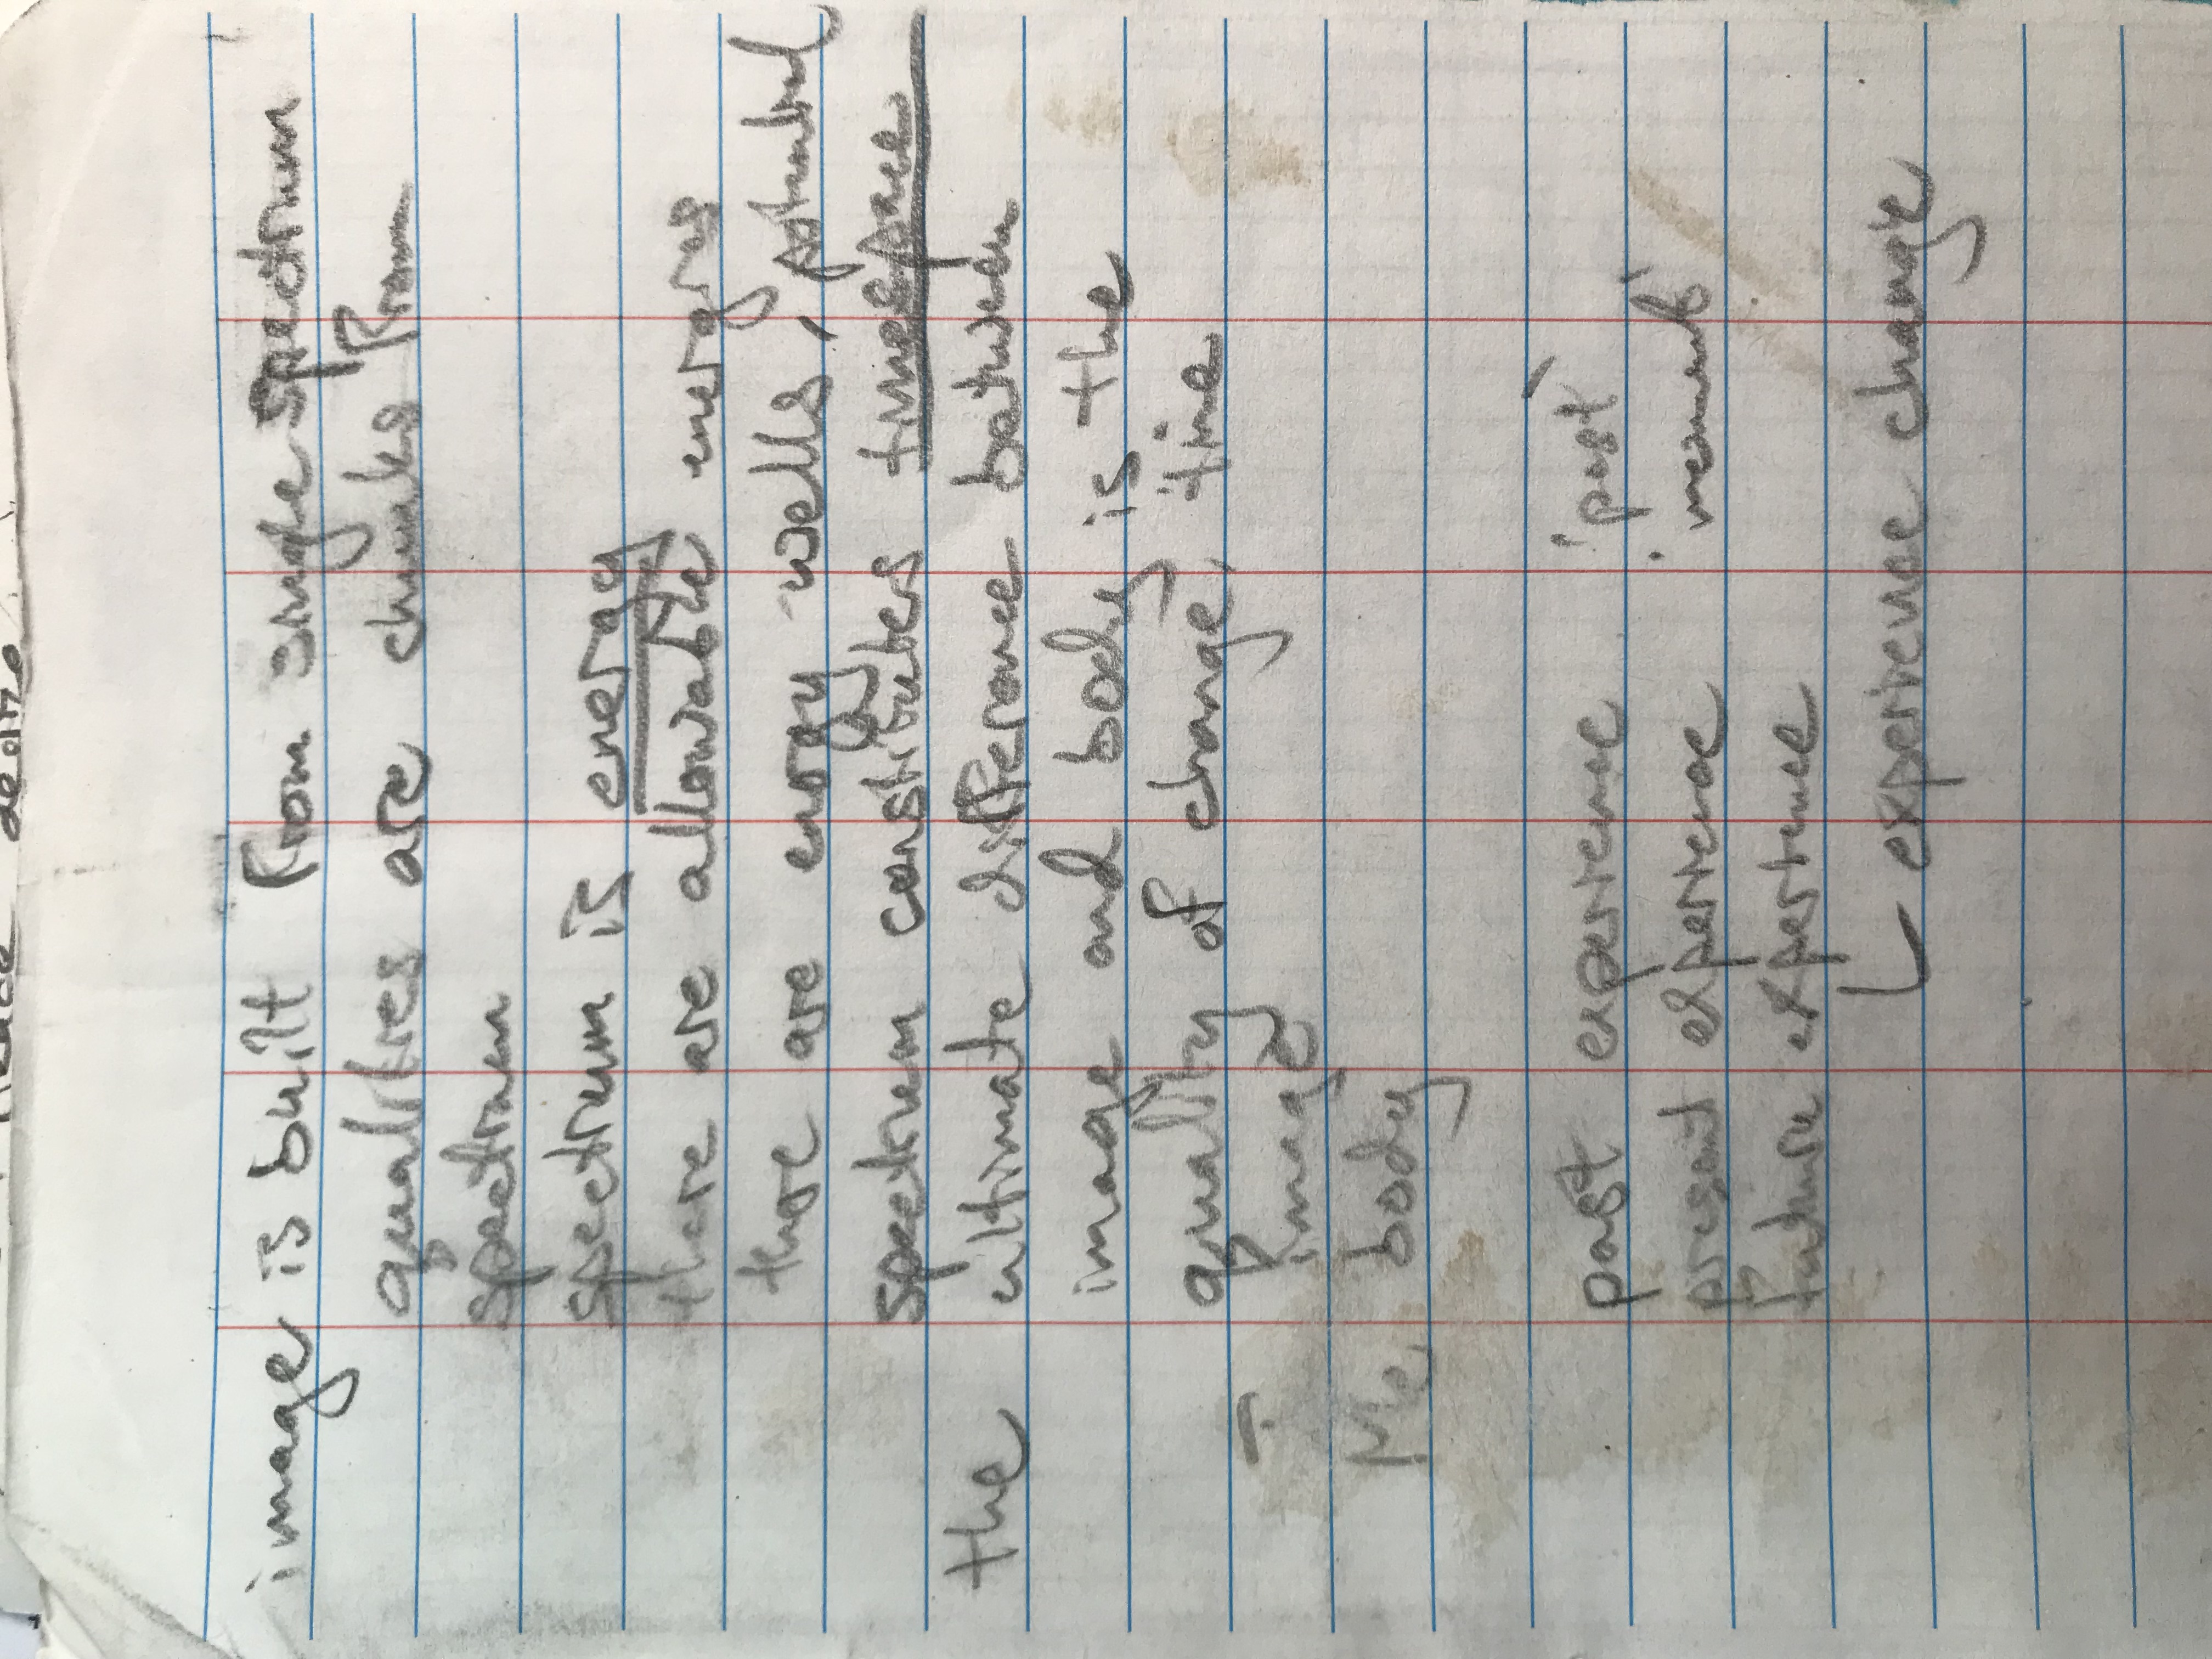 image is built from single spectrum
qualities are chunks from
spectrum
spectrum is energy
there are allowable energies
there are energy wells, potential
spectrum constitutes timespace
the ultimate difference between
image and body is the
quality of change, time
image
Me body
past experience 'past'
present experience 'moment'
future experience
experience change